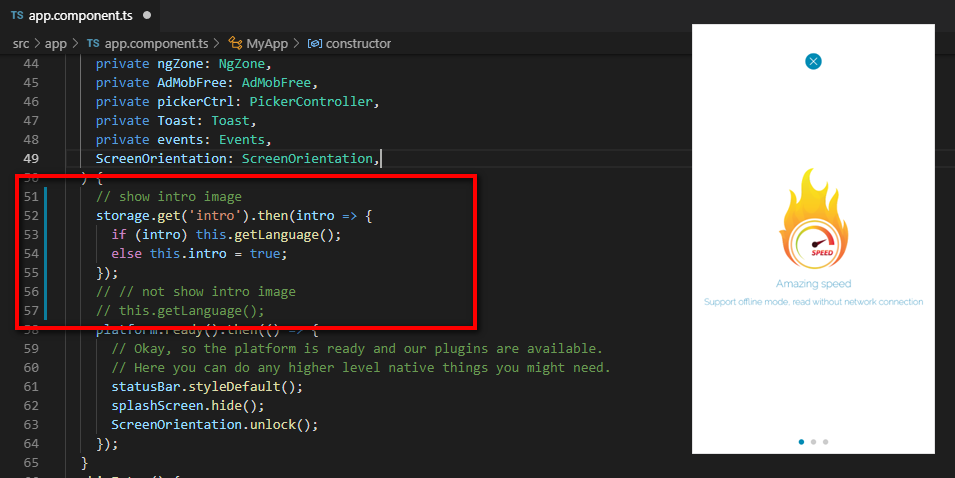 TS app.component.ts
src > app > TS app.component.ts > MyApp > constructor
44 private ngZone: NgZone,
45 private AdMobFree: AdMobFree,
46 private pickerCtrl: PickerController,
47 private Toast: Toast,
48 private events: Events,
49 ScreenOrientation: ScreenOrientation,
50 ) {
51 // show intro image
52 storage.get('intro').then(intro => {
53 if (intro) this.getLanguage();
54 else this.intro = true;
55 });
56 // // not show intro image
57 // this.getLanguage();
58 platform.ready().then(() => {
59 // Okay, so the platform is ready and our plugins are available.
60 // Here you can do any higher level native things you might need.
61 statusBar.styleDefault();
62 splashScreen.hide();
63 ScreenOrientation.unlock();
64 });
65 }
SPEED
Amazing speed
Support offline mode, read without network connection